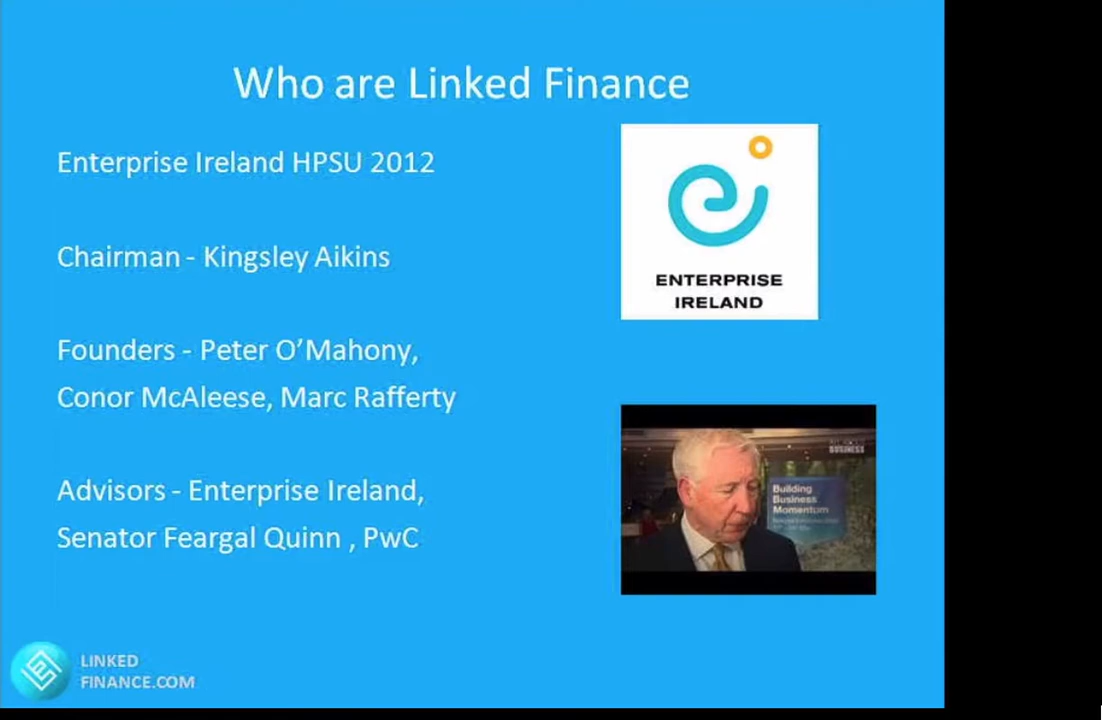 Who are Linked Finance
Enterprise Ireland HPSU 2012
ENTERPRISE
IRELAND
Chairman - Kingsley Aikins
Founders - Peter O’Mahony,
Conor McAleese, Marc Rafferty
BUSINESS
Building
Business
Momentum
Advisors - Enterprise Ireland,
Senator Feargal Quinn , PwC
LINKED
FINANCE.COM